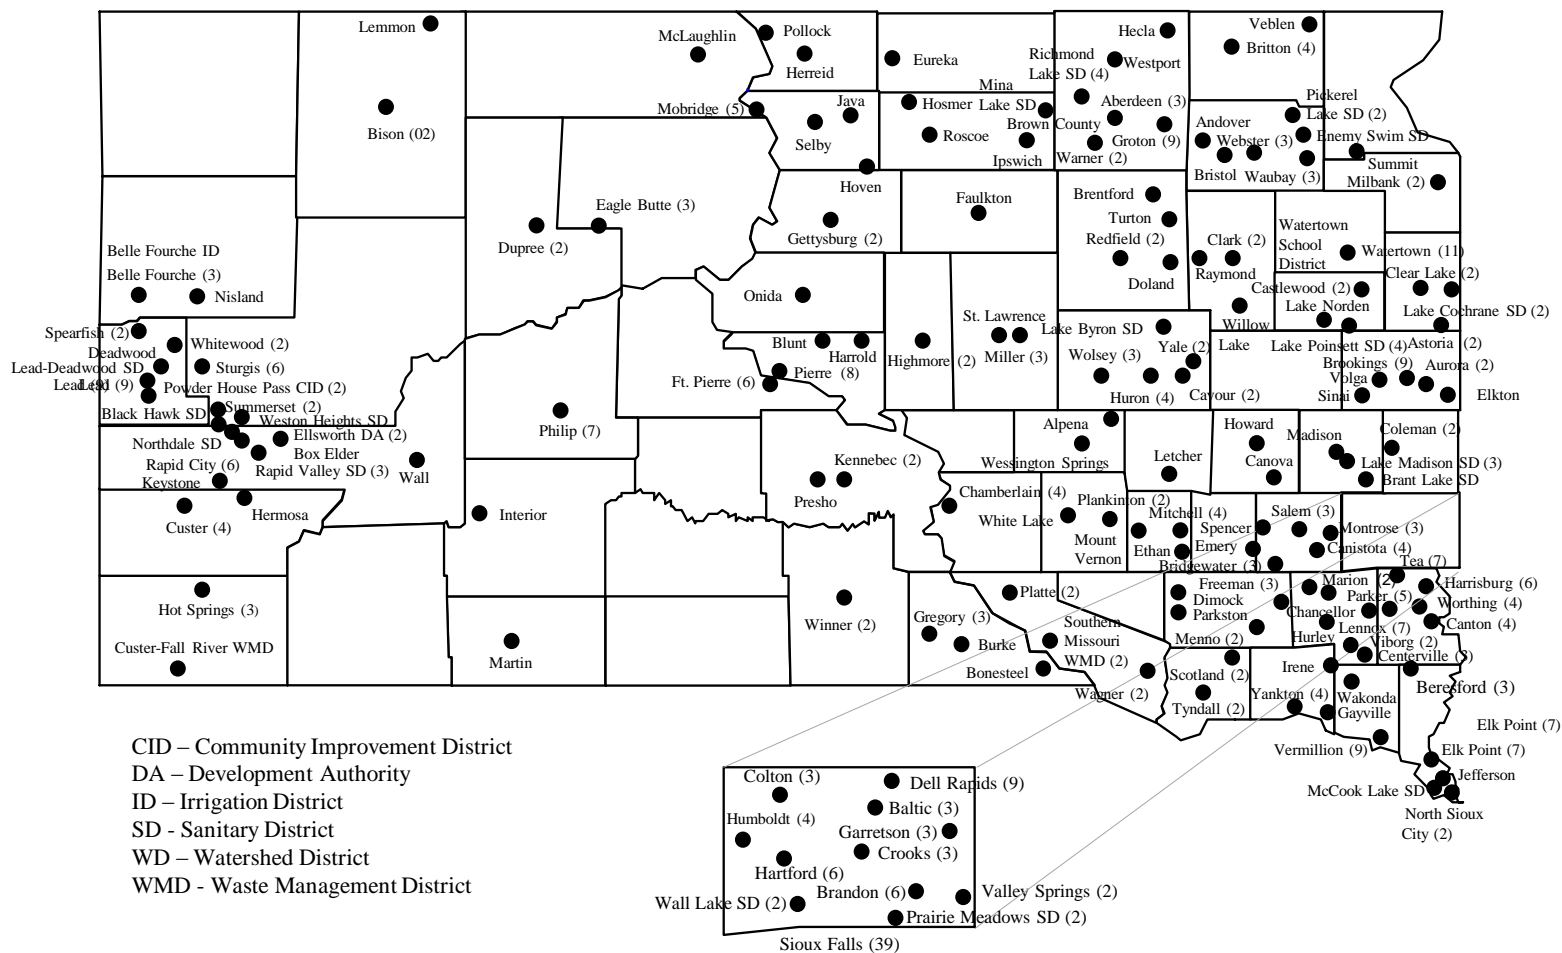 Lemmon
McLaughlin
Pollock
Herreid
Eureka
Hecla
Richmond
Lake SD (4)
Westport
Veblen
Britton (4)
Bison (02)
Mobridge (5)
Java
Selby
Hosmer
Mina
Lake SD
Roscoe
Brown County
Ipswich
Aberdeen (3)
Groton (9)
Warner (2)
Pickerel
Lake SD (2)
Andover
Webster (3)
Enemy Swim SD
Bristol
Waubay (3)
Summit
Milbank (2)
Hoven
Eagle Butte (3)
Dupree (2)
Gettysburg (2)
Faulkton
Brentford
Turton
Redfield (2)
Doland
Clark (2)
Raymond
Willow
Lake
Watertown
School
District
Watertown (11)
Castlewood (2)
Clear Lake (2)
Lake Norden
Lake Cochrane SD (2)
Belle Fourche ID
Belle Fourche (3)
Nisland
Onida
St. Lawrence
Miller (3)
Lake Byron SD
Spearfish (2)
Whitewood (2)
Deadwood
Lead-Deadwood SD
Sturgis (6)
Lead (9)
Powder House Pass CID (2)
Black Hawk SD
Summerset (2)
Weston Heights SD
Northdale SD
Ellsworth DA (2)
Box Elder
Rapid City (6)
Rapid Valley SD (3)
Keystone
Wall
Custer (4)
Hermosa
Blunt
Harrold
Highmore (2)
Pierre (8)
Ft. Pierre (6)
Wolsey (3)
Yale (2)
Huron (4)
Cavour (2)
Lake Poinsett SD (4)
Astoria (2)
Brookings (9)
Aurora (2)
Volga
Sinai
Elkton
Philip (7)
Kennebec (2)
Presho
Alpena
Wessington Springs
Letcher
Howard
Canova
Madison
Coleman (2)
Lake Madison SD (3)
Brant Lake SD
Interior
Chamberlain (4)
White Lake
Plankinton (2)
Mount
Vernon
Mitchell (4)
Ethan
Spencer
Emery
Bridgewater (3)
Salem (3)
Montrose (3)
Canistota (4)
Tea (7)
Hot Springs (3)
Custer-Fall River WMD
Martin
Winner (2)
Gregory (3)
Burke
Bonesteel
Platte (2)
Southern
Missouri
WMD (2)
Wagner (2)
Freeman (3)
Dimock
Parkston
Menno (2)
Marion (2)
Parker (5)
Chancellor
Hurley
Lennox (7)
Viborg (2)
Centerville (3)
Harrisburg (6)
Worthing (4)
Canton (4)
Scotland (2)
Tyndall (2)
Irene
Yankton (4)
Wakonda
Gayville
Vermillion (9)
Beresford (3)
Elk Point (7)
Elk Point (7)
Jefferson
McCook Lake SD
North Sioux
City (2)
CID – Community Improvement District
DA – Development Authority
ID – Irrigation District
SD - Sanitary District
WD – Watershed District
WMD - Waste Management District
Colton (3)
Dell Rapids (9)
Baltic (3)
Humboldt (4)
Garretson (3)
Crooks (3)
Hartford (6)
Brandon (6)
Valley Springs (2)
Wall Lake SD (2)
Prairie Meadows SD (2)
Sioux Falls (39)